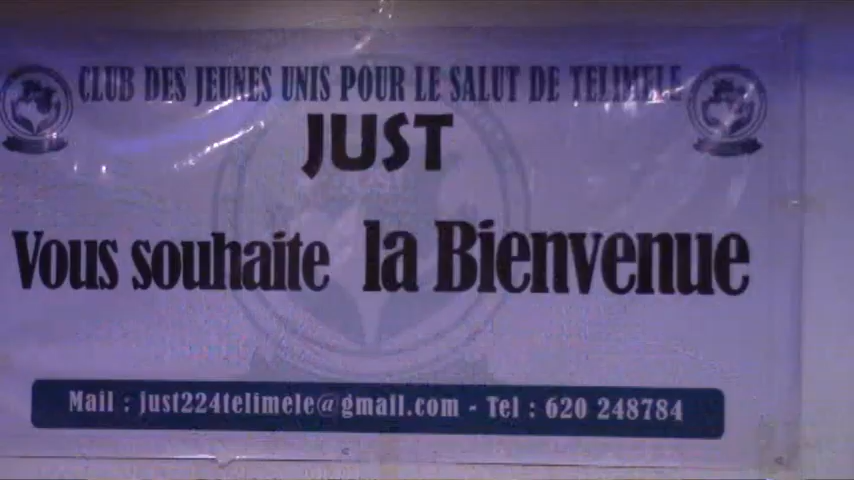 CLUB DES JEUNES UNIS POUR LE SALUT DE TELIMELE
JUST
Vous souhaite la Bienvenue
Mail : just224telimele@gmail.com - Tel : 620 248784